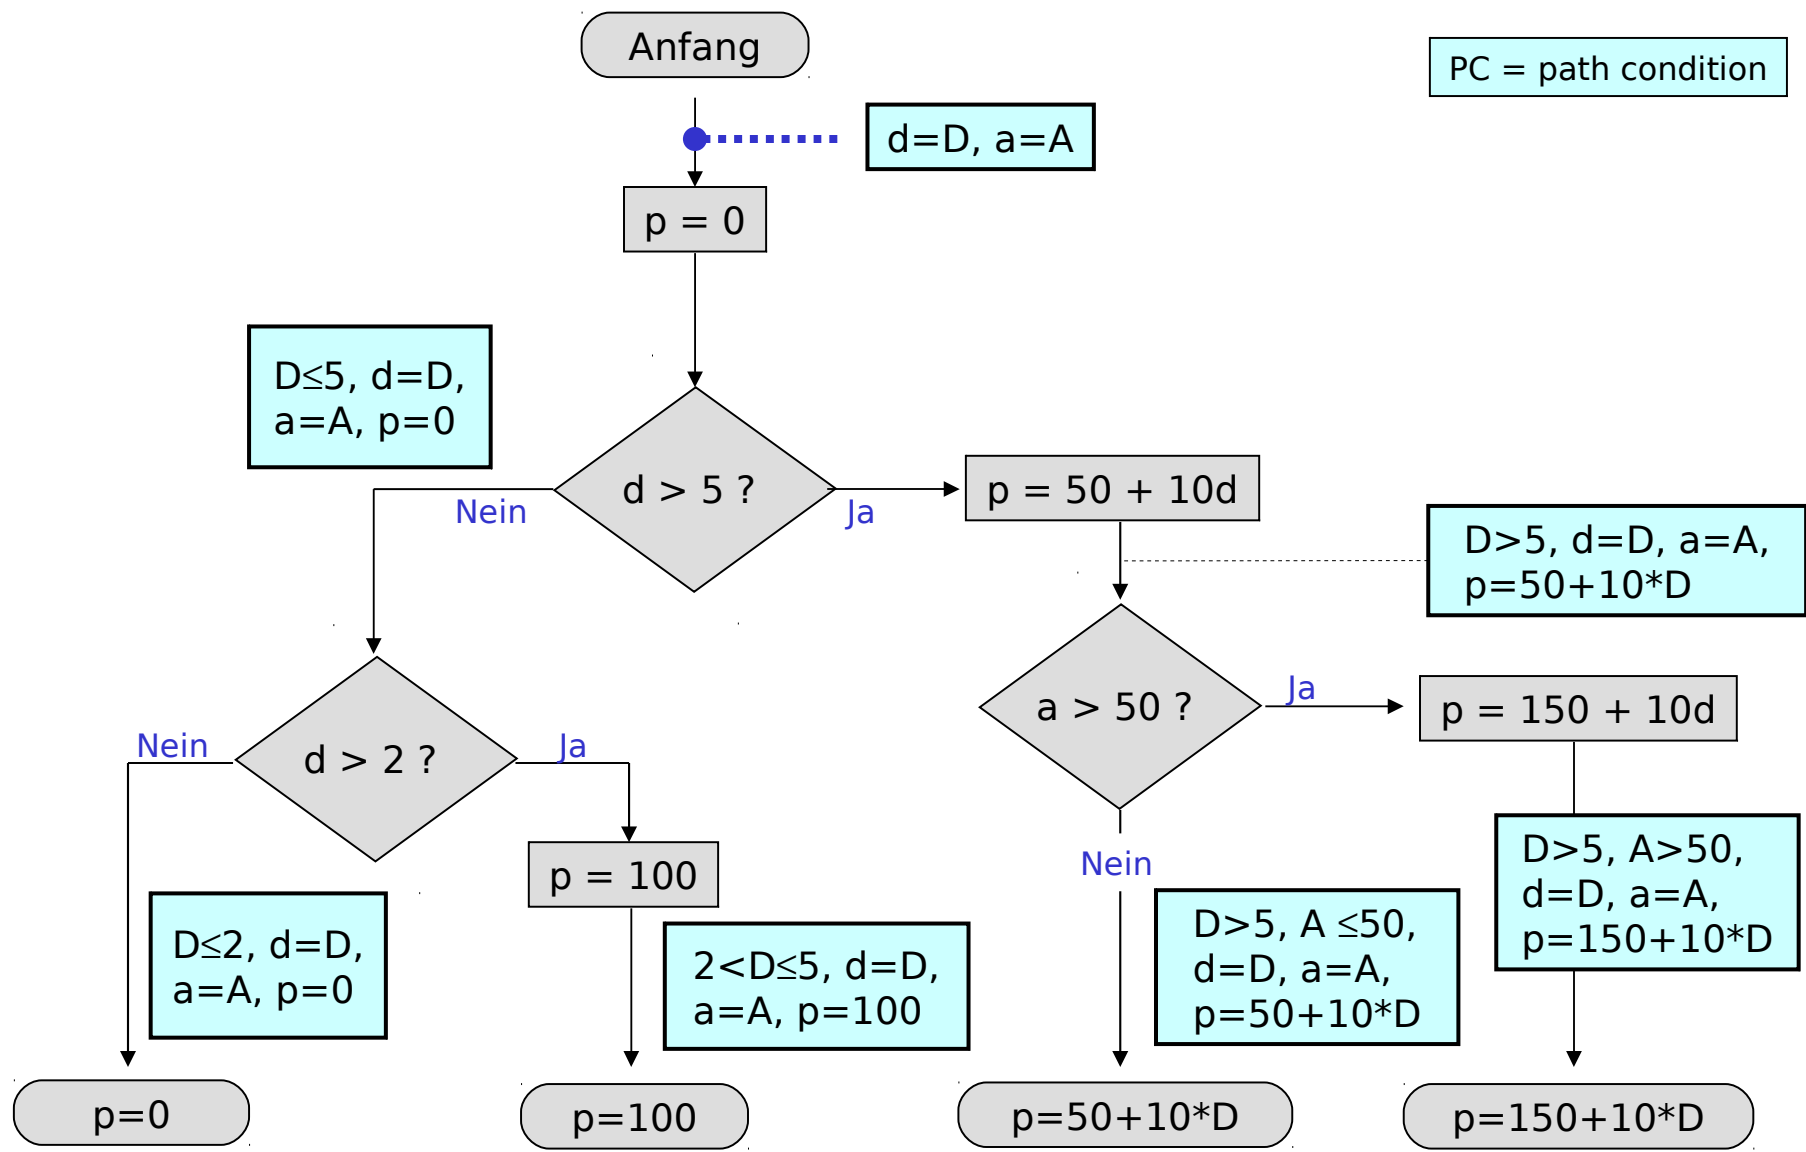 Anfang
PC = path condition
d=D, a=A
p = 0
D≤5, d=D,
a=A, p=0
d > 5 ?
Nein
Ja
p = 50 + 10d
D>5, d=D, a=A,
p=50+10*D
a > 50 ?
Ja
p = 150 + 10d
Nein
d > 2 ?
Ja
p = 100
Nein
D>5, A>50,
d=D, a=A,
p=150+10*D
D≤2, d=D,
a=A, p=0
2<D≤5, d=D,
a=A, p=100
D>5, A ≤50,
d=D, a=A,
p=50+10*D
p=0
p=100
p=50+10*D
p=150+10*D